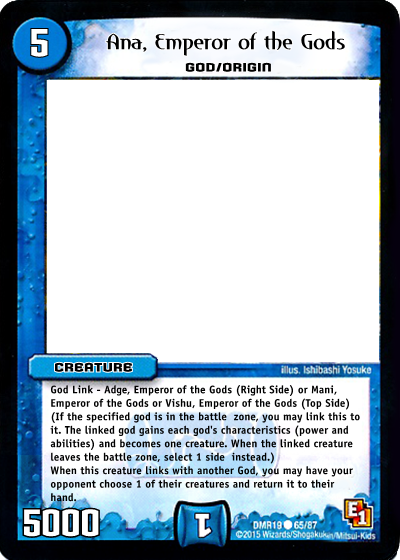 5
Ana, Emperor of the Gods
GOD/ORIGIN
CREATURE
illus. Ishibashi Yosuke
God Link - Adge, Emperor of the Gods (Right Side) or Mani,
Emperor of the Gods or Vishu, Emperor of the Gods (Top Side)
(If the specified god is in the battle zone, you may link this to
it. The linked god gains each god's characteristics (power and
abilities) and becomes one creature. When the linked creature
leaves the battle zone, select 1 side instead.)
When this creature links with another God, you may have your
opponent choose 1 of their creatures and return it to their
hand.
5000
1
DMR19 65/87
©2015 Wizards/Shogakukan/Mitsui-Kids
E1